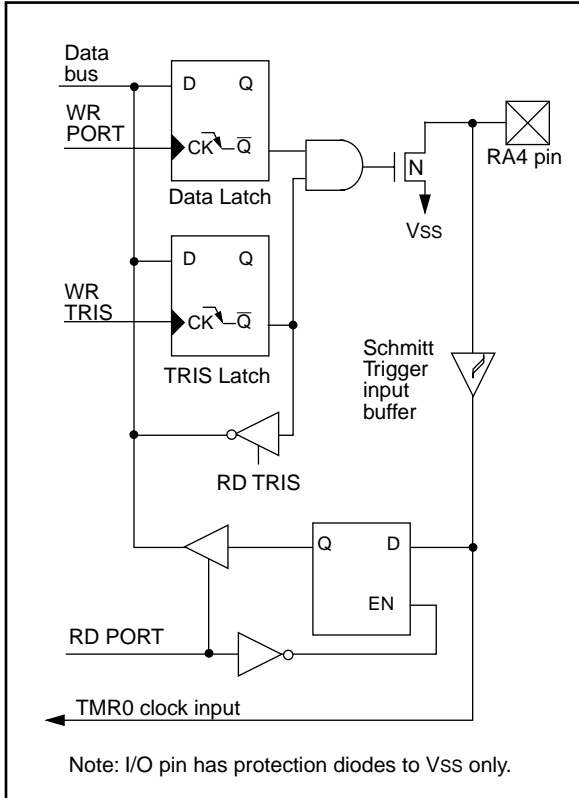 Data
bus
D Q
WR
PORT
CK Q
Data Latch
N
RA4 pin
VSS
D Q
WR
TRIS
CK Q
TRIS Latch
Schmitt
Trigger
input
buffer
RD TRIS
Q D
EN
RD PORT
TMR0 clock input
Note: I/O pin has protection diodes to VSS only.